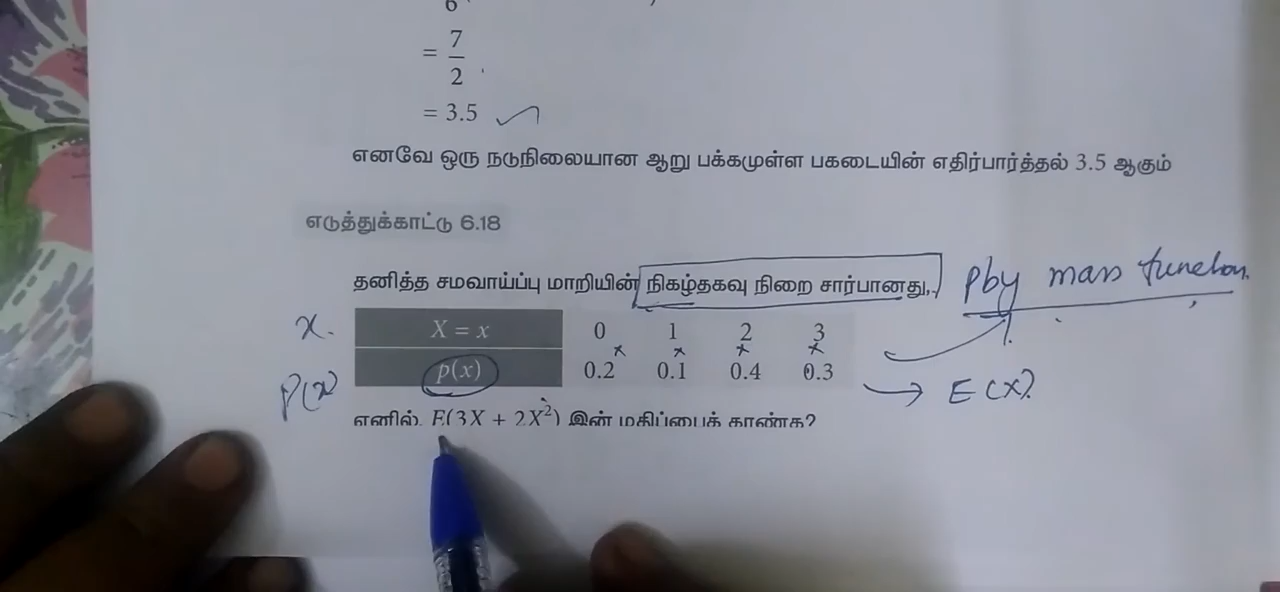 6
= 7/2
= 3.5
எனவே ஒரு நடுநிலையான ஆறு பக்கமுள்ள பகடையின் எதிர்பார்த்தல் 3.5 ஆகும்
எடுத்துக்காட்டு 6.18
தனித்த சமவாய்ப்பு மாறியின் நிகழ்தகவு நிறை சார்பானது, pby mass function.
x. X = x 0 1 2 3
P(x) p(x) 0.2 0.1 0.4 0.3 → E(X).
எனில், E(3X + 2X²) இன் மதிப்பைக் காண்க?